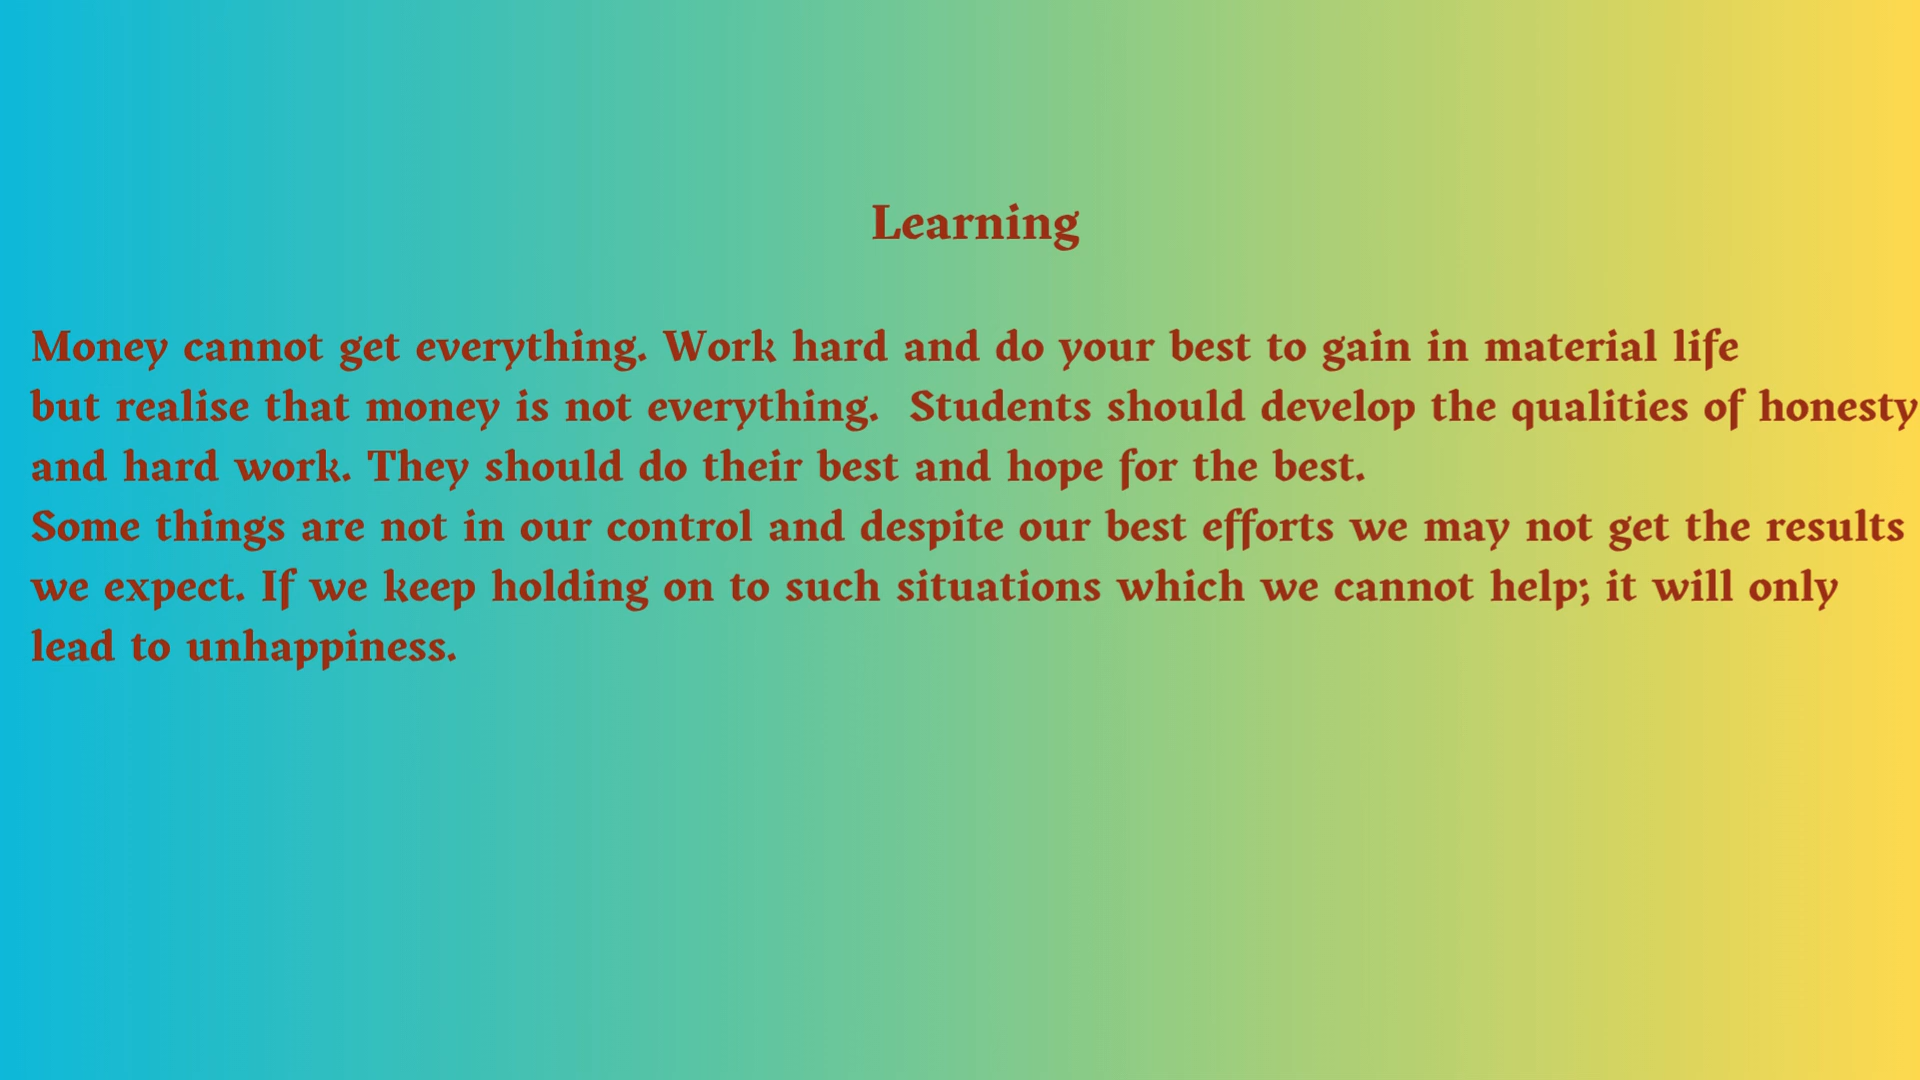 Learning
Money cannot get everything. Work hard and do your best to gain in material life
but realise that money is not everything.  Students should develop the qualities of honesty
and hard work. They should do their best and hope for the best.
Some things are not in our control and despite our best efforts we may not get the results
we expect. If we keep holding on to such situations which we cannot help; it will only
lead to unhappiness.